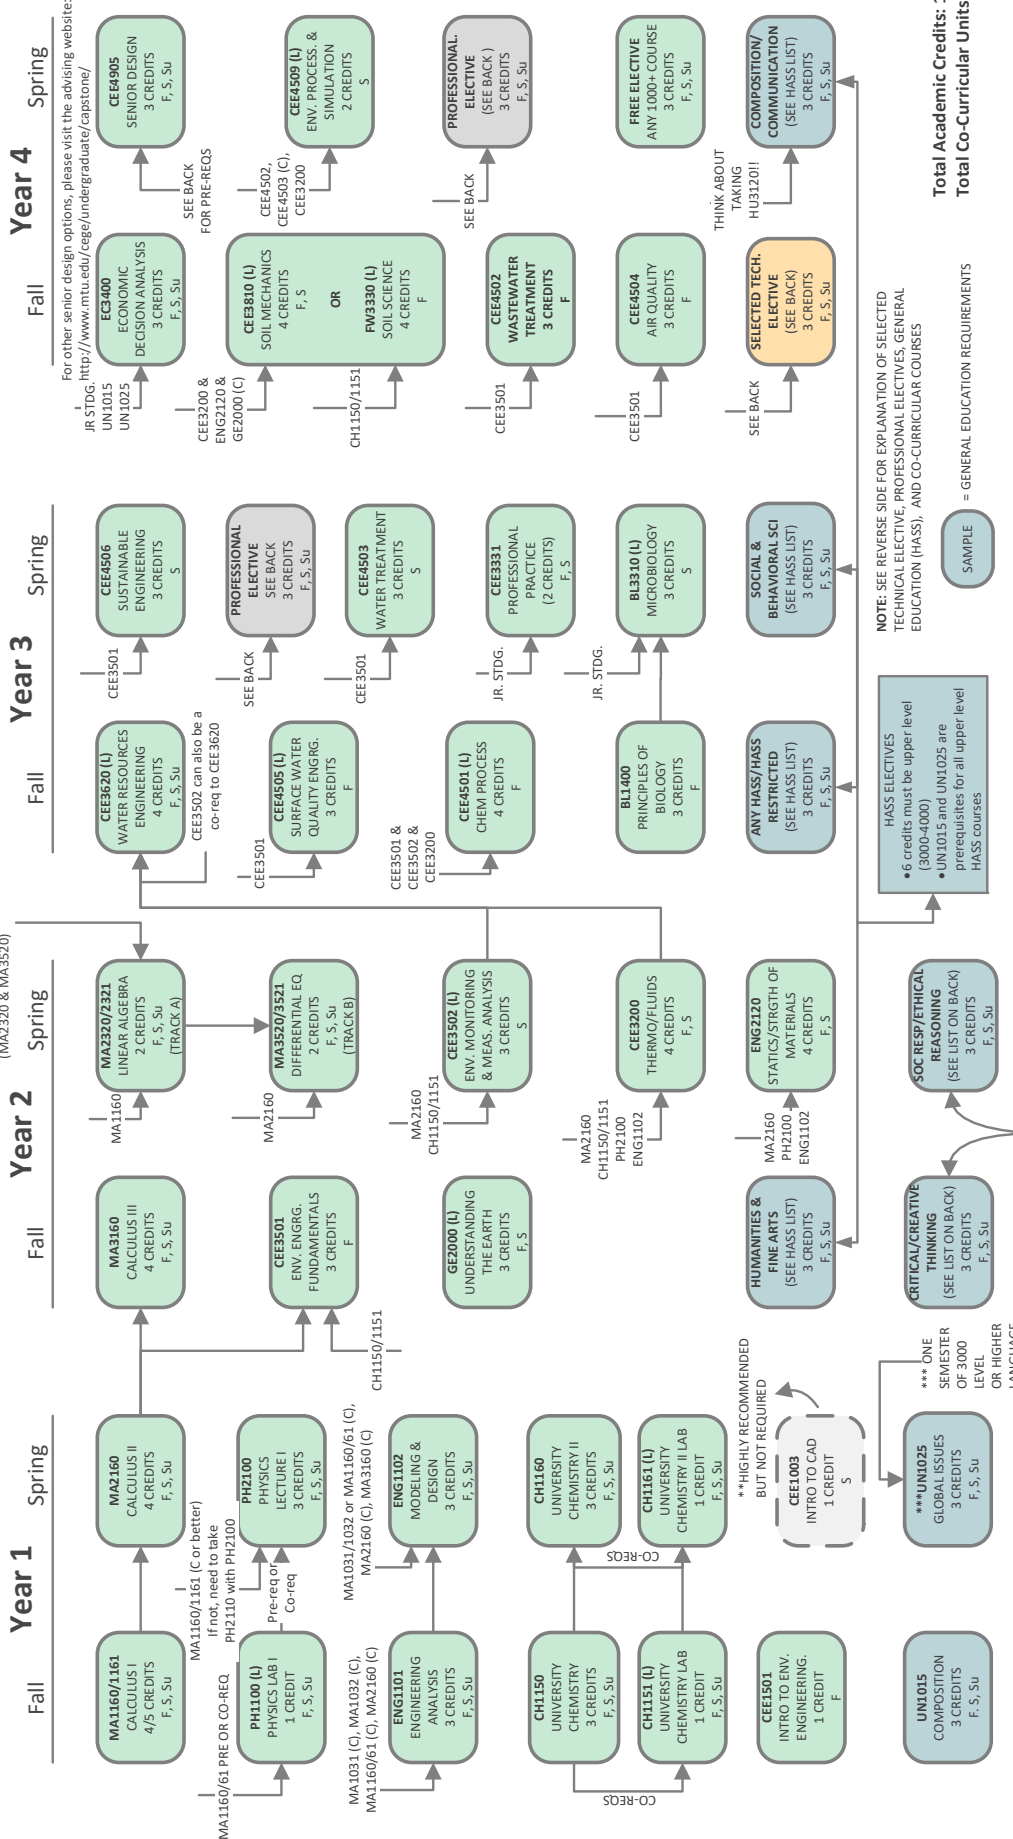 Year 1
Fall
Spring
MA1160/1161
CALCULUS I
4/5 CREDITS
F, S, Su
MA1160/61 PRE OR CO-REQ
PH1100 (L)
PHYSICS LAB I
1 CREDIT
F, S, Su
MA1031 (C), MA1032 (C),
MA1160/61 (C), MA2160 (C)
ENG1101
ENGINEERING
ANALYSIS
3 CREDITS
F, S, Su
CH1150
UNIVERSITY
CHEMISTRY
3 CREDITS
F, S, Su
CO-REQS
CH1151 (L)
UNIVERSITY
CHEMISTRY LAB
1 CREDIT
F, S, Su
CEE1501
INTRO TO ENV.
ENGINEERING.
1 CREDIT
F
UN1015
COMPOSITION
3 CREDITS
F, S, Su
MA2160
CALCULUS II
4 CREDITS
F, S, Su
MA1160/1161 (C or better)
If not, need to take
PH2110 with PH2100
Pre-req or
Co-req
PH2100
PHYSICS
LECTURE I
3 CREDITS
F, S, Su
MA1031/1032 or MA1160/61 (C),
MA2160 (C), MA3160 (C)
ENG1102
MODELING &
DESIGN
3 CREDITS
F, S, Su
CH1160
UNIVERSITY
CHEMISTRY II
3 CREDITS
F, S, Su
CO-REQS
CH1161 (L)
UNIVERSITY
CHEMISTRY II LAB
1 CREDIT
F, S, Su
**HIGHLY RECOMMENDED
BUT NOT REQUIRED
CEE1003
INTRO TO CAD
1 CREDIT
S
***UN1025
GLOBAL ISSUES
3 CREDITS
F, S, Su
*** ONE
SEMESTER
OF 3000
LEVEL
OR HIGHER
LANGUAGE
Year 2
Fall
Spring
MA3160
CALCULUS III
4 CREDITS
F, S, Su
CEE3501
ENV. ENGRG.
FUNDAMENTALS
3 CREDITS
F
CH1150/1151
GE2000 (L)
UNDERSTANDING
THE EARTH
3 CREDITS
F, S
HUMANITIES &
FINE ARTS
(SEE HASS LIST)
3 CREDITS
F, S, Su
CRITICAL/CREATIVE
THINKING
(SEE LIST ON BACK)
3 CREDITS
F, S, Su
(MA2320 & MA3520)
MA1160
MA2320/2321
LINEAR ALGEBRA
2 CREDITS
F, S, Su
(TRACK A)
MA2160
MA3520/3521
DIFFERENTIAL EQ
2 CREDITS
F, S, Su
(TRACK B)
MA2160
CH1150/1151
CEE3502 (L)
ENV. MONITORING
& MEAS. ANALYSIS
3 CREDITS
S
MA2160
CH1150/1151
PH2100
ENG1102
CEE3200
THERMO/FLUIDS
4 CREDITS
F, S
MA2160
PH2100
ENG1102
ENG2120
STATICS/STRGTH OF
MATERIALS
4 CREDITS
F, S
SOC RESP/ETHICAL
REASONING
(SEE LIST ON BACK)
3 CREDITS
F, S, Su
Year 3
Fall
Spring
CEE3620 (L)
WATER RESOURCES
ENGINEERING
4 CREDITS
F, S, Su
CEE3502 can also be a
co-req to CEE3620
CEE3501
CEE4505 (L)
SURFACE WATER
QUALITY ENGRG.
3 CREDITS
F
CEE3501 &
CEE3502 &
CEE3200
CEE4501 (L)
CHEM PROCESS
4 CREDITS
F
BL1400
PRINCIPLES OF
BIOLOGY
3 CREDITS
F
ANY HASS/HASS
RESTRICTED
(SEE HASS LIST)
3 CREDITS
F, S, Su
HASS ELECTIVES
•6 credits must be upper level
(3000-4000)
•UN1015 and UN1025 are
prerequisites for all upper level
HASS courses
CEE3501
CEE4506
SUSTAINABLE
ENGINEERING
3 CREDITS
S
SEE BACK
PROFESSIONAL
ELECTIVE
SEE BACK
3 CREDITS
F, S, Su
CEE3501
CEE4503
WATER TREATMENT
3 CREDITS
S
JR. STDG.
CEE3331
PROFESSIONAL
PRACTICE
(2 CREDITS)
F, S
JR. STDG.
BL3310 (L)
MICROBIOLOGY
3 CREDITS
S
SOCIAL &
BEHAVIORAL SCI
(SEE HASS LIST)
3 CREDITS
F, S, Su
Year 4
Fall
Spring
For other senior design options, please visit the advising website:
http://www.mtu.edu/cege/undergraduate/capstone/
JR STDG.
UN1015
UN1025
EC3400
ECONOMIC
DECISION ANALYSIS
3 CREDITS
F, S, Su
CEE3200 &
ENG2120 &
GE2000 (C)
CEE3810 (L)
SOIL MECHANICS
4 CREDITS
F, S
OR
CH1150/1151
FW3330 (L)
SOIL SCIENCE
4 CREDITS
F
CEE3501
CEE4502
WASTEWATER
TREATMENT
3 CREDITS
F
CEE3501
CEE4504
AIR QUALITY
3 CREDITS
F
SEE BACK
SELECTED TECH.
ELECTIVE
(SEE BACK)
3 CREDITS
F, S, Su
SEE BACK
FOR PRE-REQS
CEE4905
SENIOR DESIGN
3 CREDITS
F, S, Su
CEE4502,
CEE4503 (C),
CEE3200
CEE4509 (L)
ENV. PROCESS. &
SIMULATION
2 CREDITS
S
SEE BACK
PROFESSIONAL.
ELECTIVE
(SEE BACK )
3 CREDITS
F, S, Su
FREE ELECTIVE
ANY 1000+ COURSE
3 CREDITS
F, S, Su
THINK ABOUT
TAKING
HU3120!!
COMPOSITION/
COMMUNICATION
(SEE HASS LIST)
3 CREDITS
F, S, Su
NOTE: SEE REVERSE SIDE FOR EXPLANATION OF SELECTED
TECHNICAL ELECTIVE, PROFESSIONAL ELECTIVES, GENERAL
EDUCATION (HASS), AND CO-CURRICULAR COURSES
SAMPLE
= GENERAL EDUCATION REQUIREMENTS
Total Academic Credits:
Total Co-Curricular Units